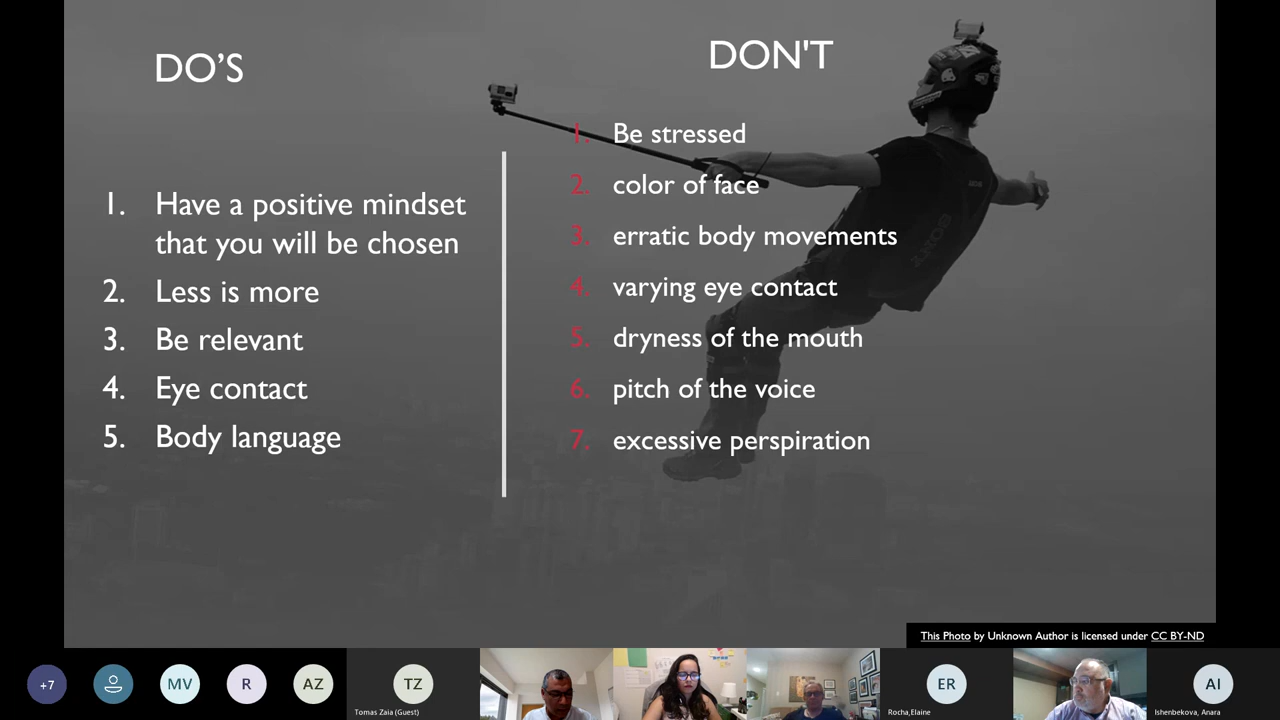 DO’S
1. Have a positive mindset
that you will be chosen
2. Less is more
3. Be relevant
4. Eye contact
5. Body language
DON'T
1. Be stressed
2. color of face
3. erratic body movements
4. varying eye contact
5. dryness of the mouth
6. pitch of the voice
7. excessive perspiration
This Photo by Unknown Author is licensed under CC BY-ND
+7
MV
R
AZ
TZ
Tomas Zaia (Guest)
ER
Rocha,Elaine
AI
Ishenbekova, Anara